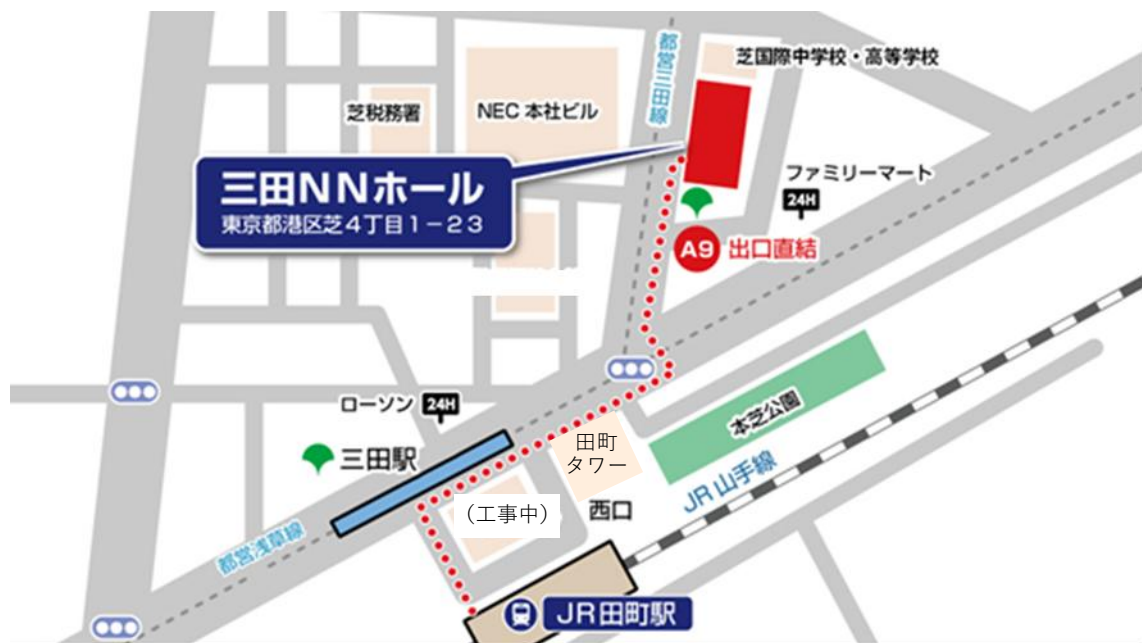 都営三田線
芝国際中学校・高等学校
芝税務署
NEC 本社ビル
三田NNホール
東京都港区芝4丁目1-23
ファミリーマート
24H
A9 出口直結
ローソン 24H
三田駅
田町
タワー
本芝公園
(工事中)
西口
JR 山手線
都営浅草線
JR田町駅